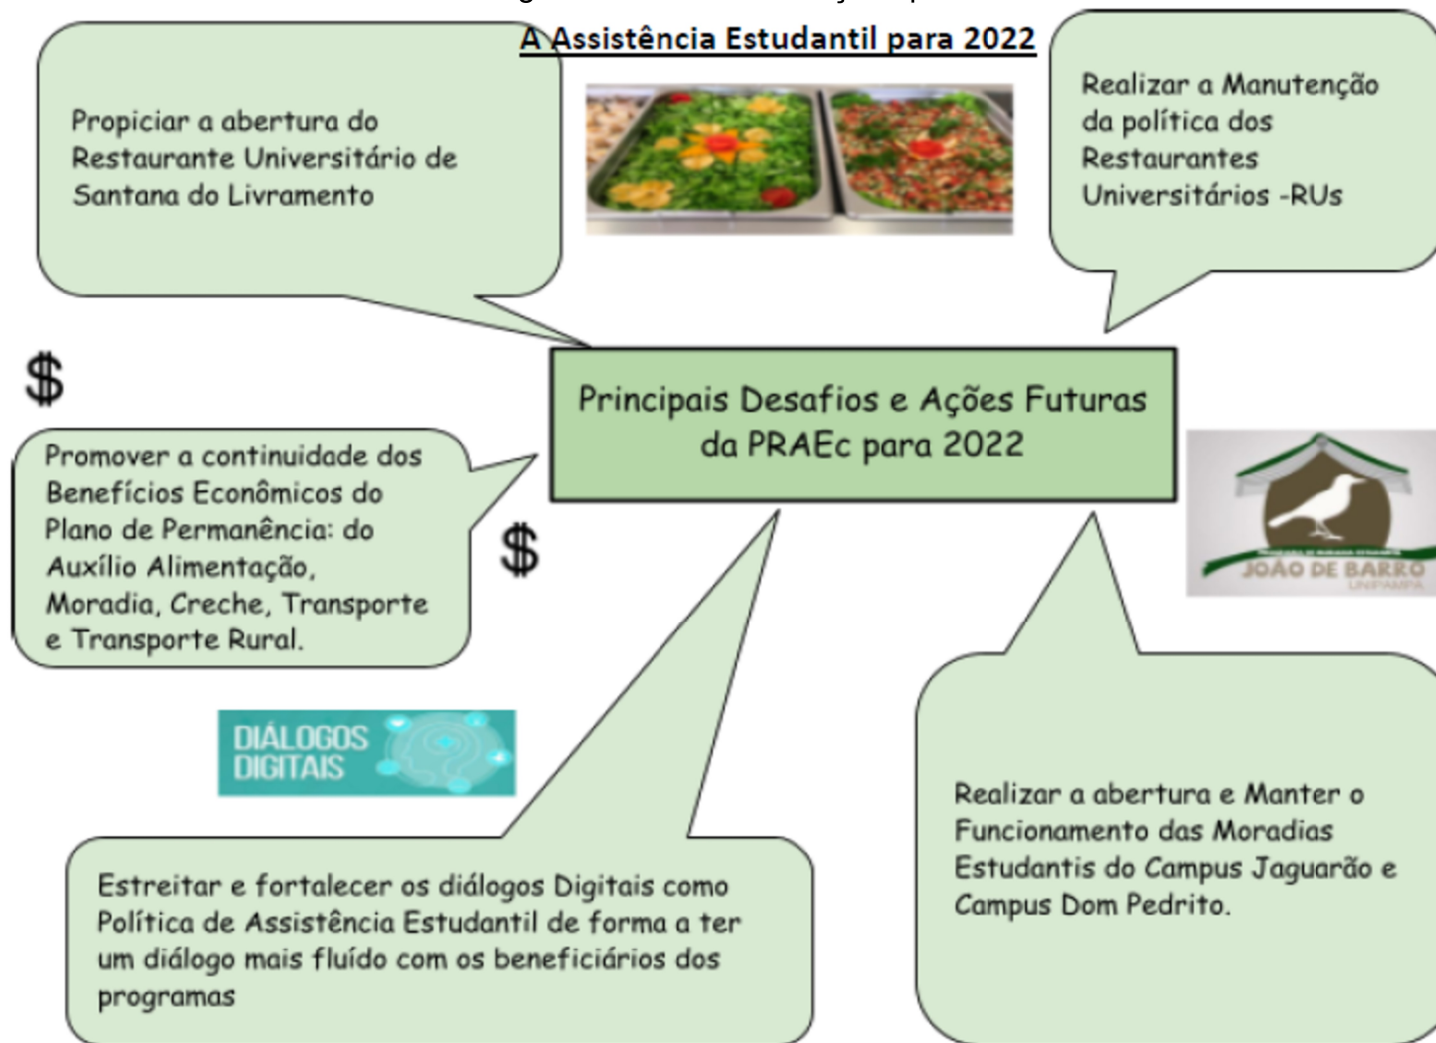 A Assistência Estudantil para 2022
Propiciar a abertura do
Restaurante Universitário de
Santana do Livramento
Realizar a Manutenção
da política dos
Restaurantes
Universitários -RUs
$
Principais Desafios e Ações Futuras
da PRAEc para 2022
Promover a continuidade dos
Benefícios Econômicos do
Plano de Permanência: do
Auxílio Alimentação,
Moradia, Creche, Transporte
e Transporte Rural.
$
JOÃO DE BARRO
UNIPAMPA
DIÁLOGOS
DIGITAIS
Realizar a abertura e Manter o
Funcionamento das Moradias
Estudantis do Campus Jaguarão e
Campus Dom Pedrito.
Estreitar e fortalecer os diálogos Digitais como
Política de Assistência Estudantil de forma a ter
um diálogo mais fluído com os beneficiários dos
programas